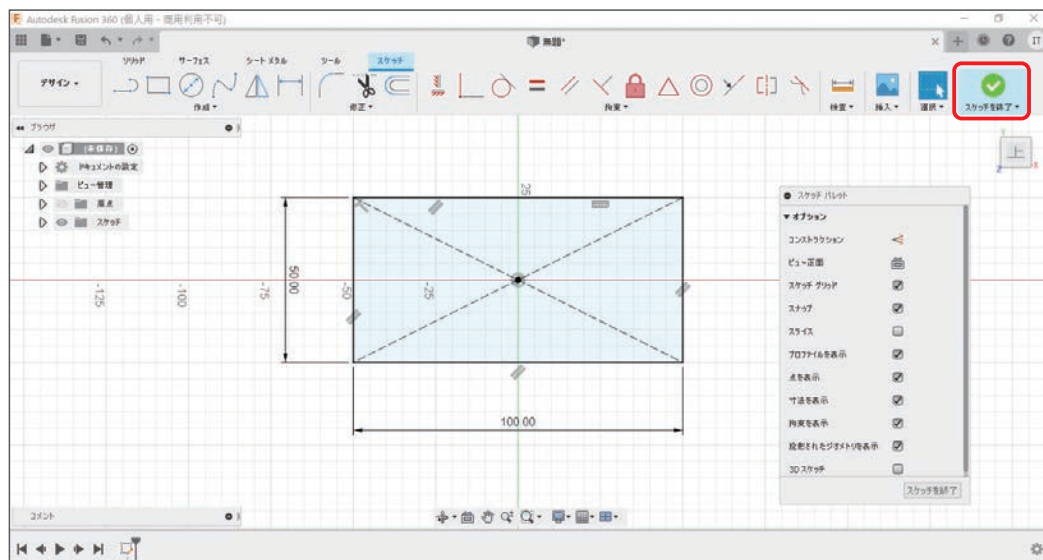 Autodesk Fusion 360 (個人用 - 商用利用不可)
無題*
IT
デザイン
ソリッド サーフェス シート メタル ツール スケッチ
作成 修正 拘束 検査 挿入 選択 スケッチを終了
ブラウザ
(未保存)
ドキュメントの設定
ビュー管理
原点
スケッチ
上
Z X
25
-125 -100 -75 -50 -25
50.00
100.00
スケッチ パレット
オプション
コンストラクション
ビュー正面
スケッチ グリッド
スナップ
スライス
プロファイルを表示
点を表示
寸法を表示
拘束を表示
投影されたジオメトリを表示
3D スケッチ
スケッチを終了
コメント